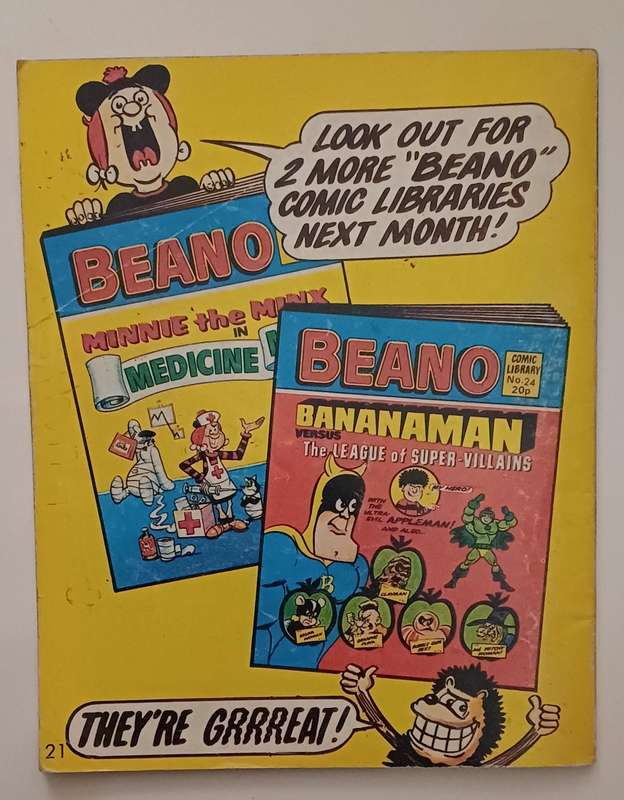 LOOK OUT FOR
2 MORE "BEANO"
COMIC LIBRARIES
NEXT MONTH!
BEANO
MINNIE the MINX
IN
MEDICINE
BEANO
COMIC
LIBRARY
No. 24
20p
BANANAMAN
VERSUS
The LEAGUE of SUPER-VILLAINS
MY HERO!
WITH
THE
ULTRA-
EVIL APPLEMAN!
AND ALSO...
B
CLAYMAN
THEY'RE GRRREAT!
21